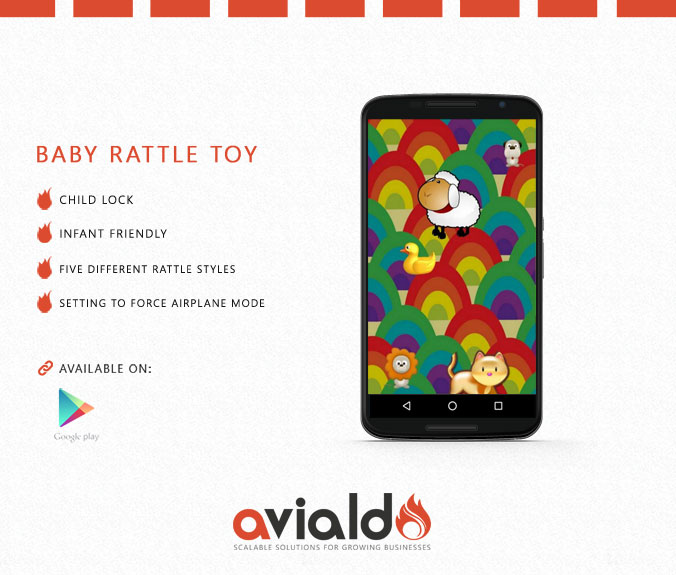 BABY RATTLE TOY
CHILD LOCK
INFANT FRIENDLY
FIVE DIFFERENT RATTLE STYLES
SETTING TO FORCE AIRPLANE MODE
AVAILABLE ON:
Google play
avialdo
SCALABLE SOLUTIONS FOR GROWING BUSINESSES